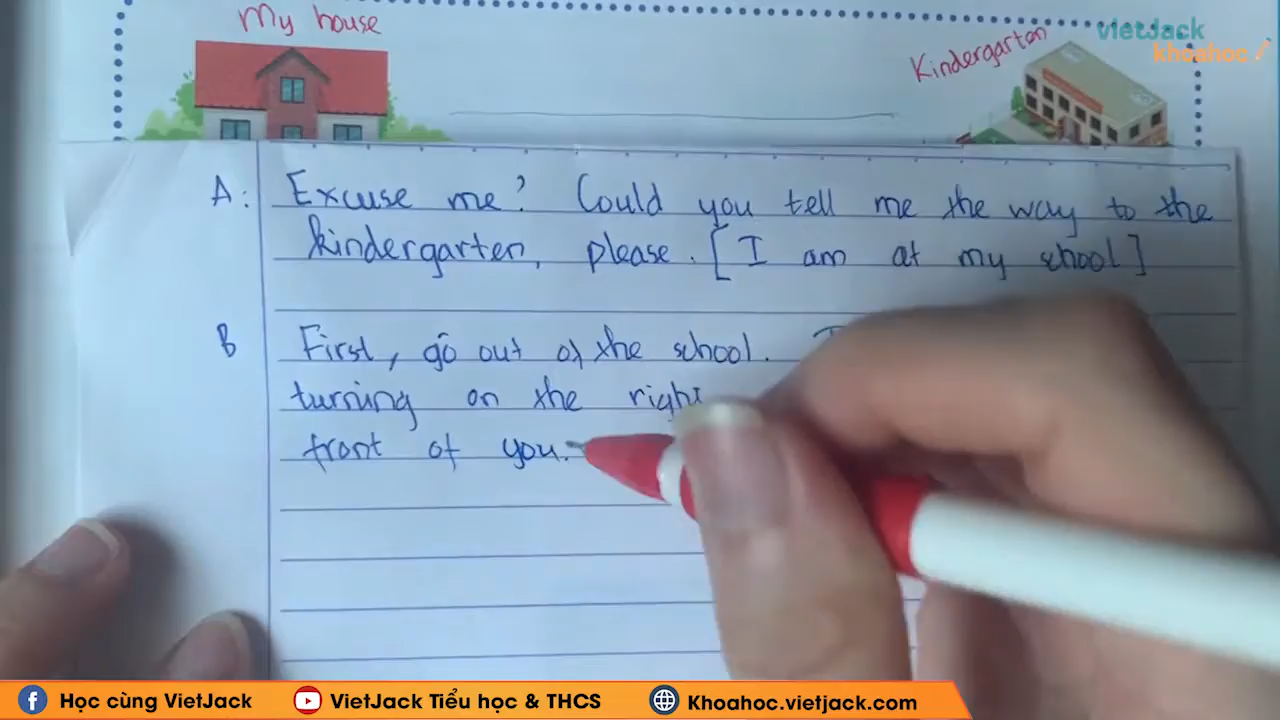 My house
Kindergarten
vietJack
khoahoc
A: Excuse me? Could you tell me the way to the
kindergarten, please. [I am at my school]
B First, go out of the school.
turning on the right
front of you.
Học cùng VietJack
VietJack Tiểu học & THCS
Khoahoc.vietjack.com